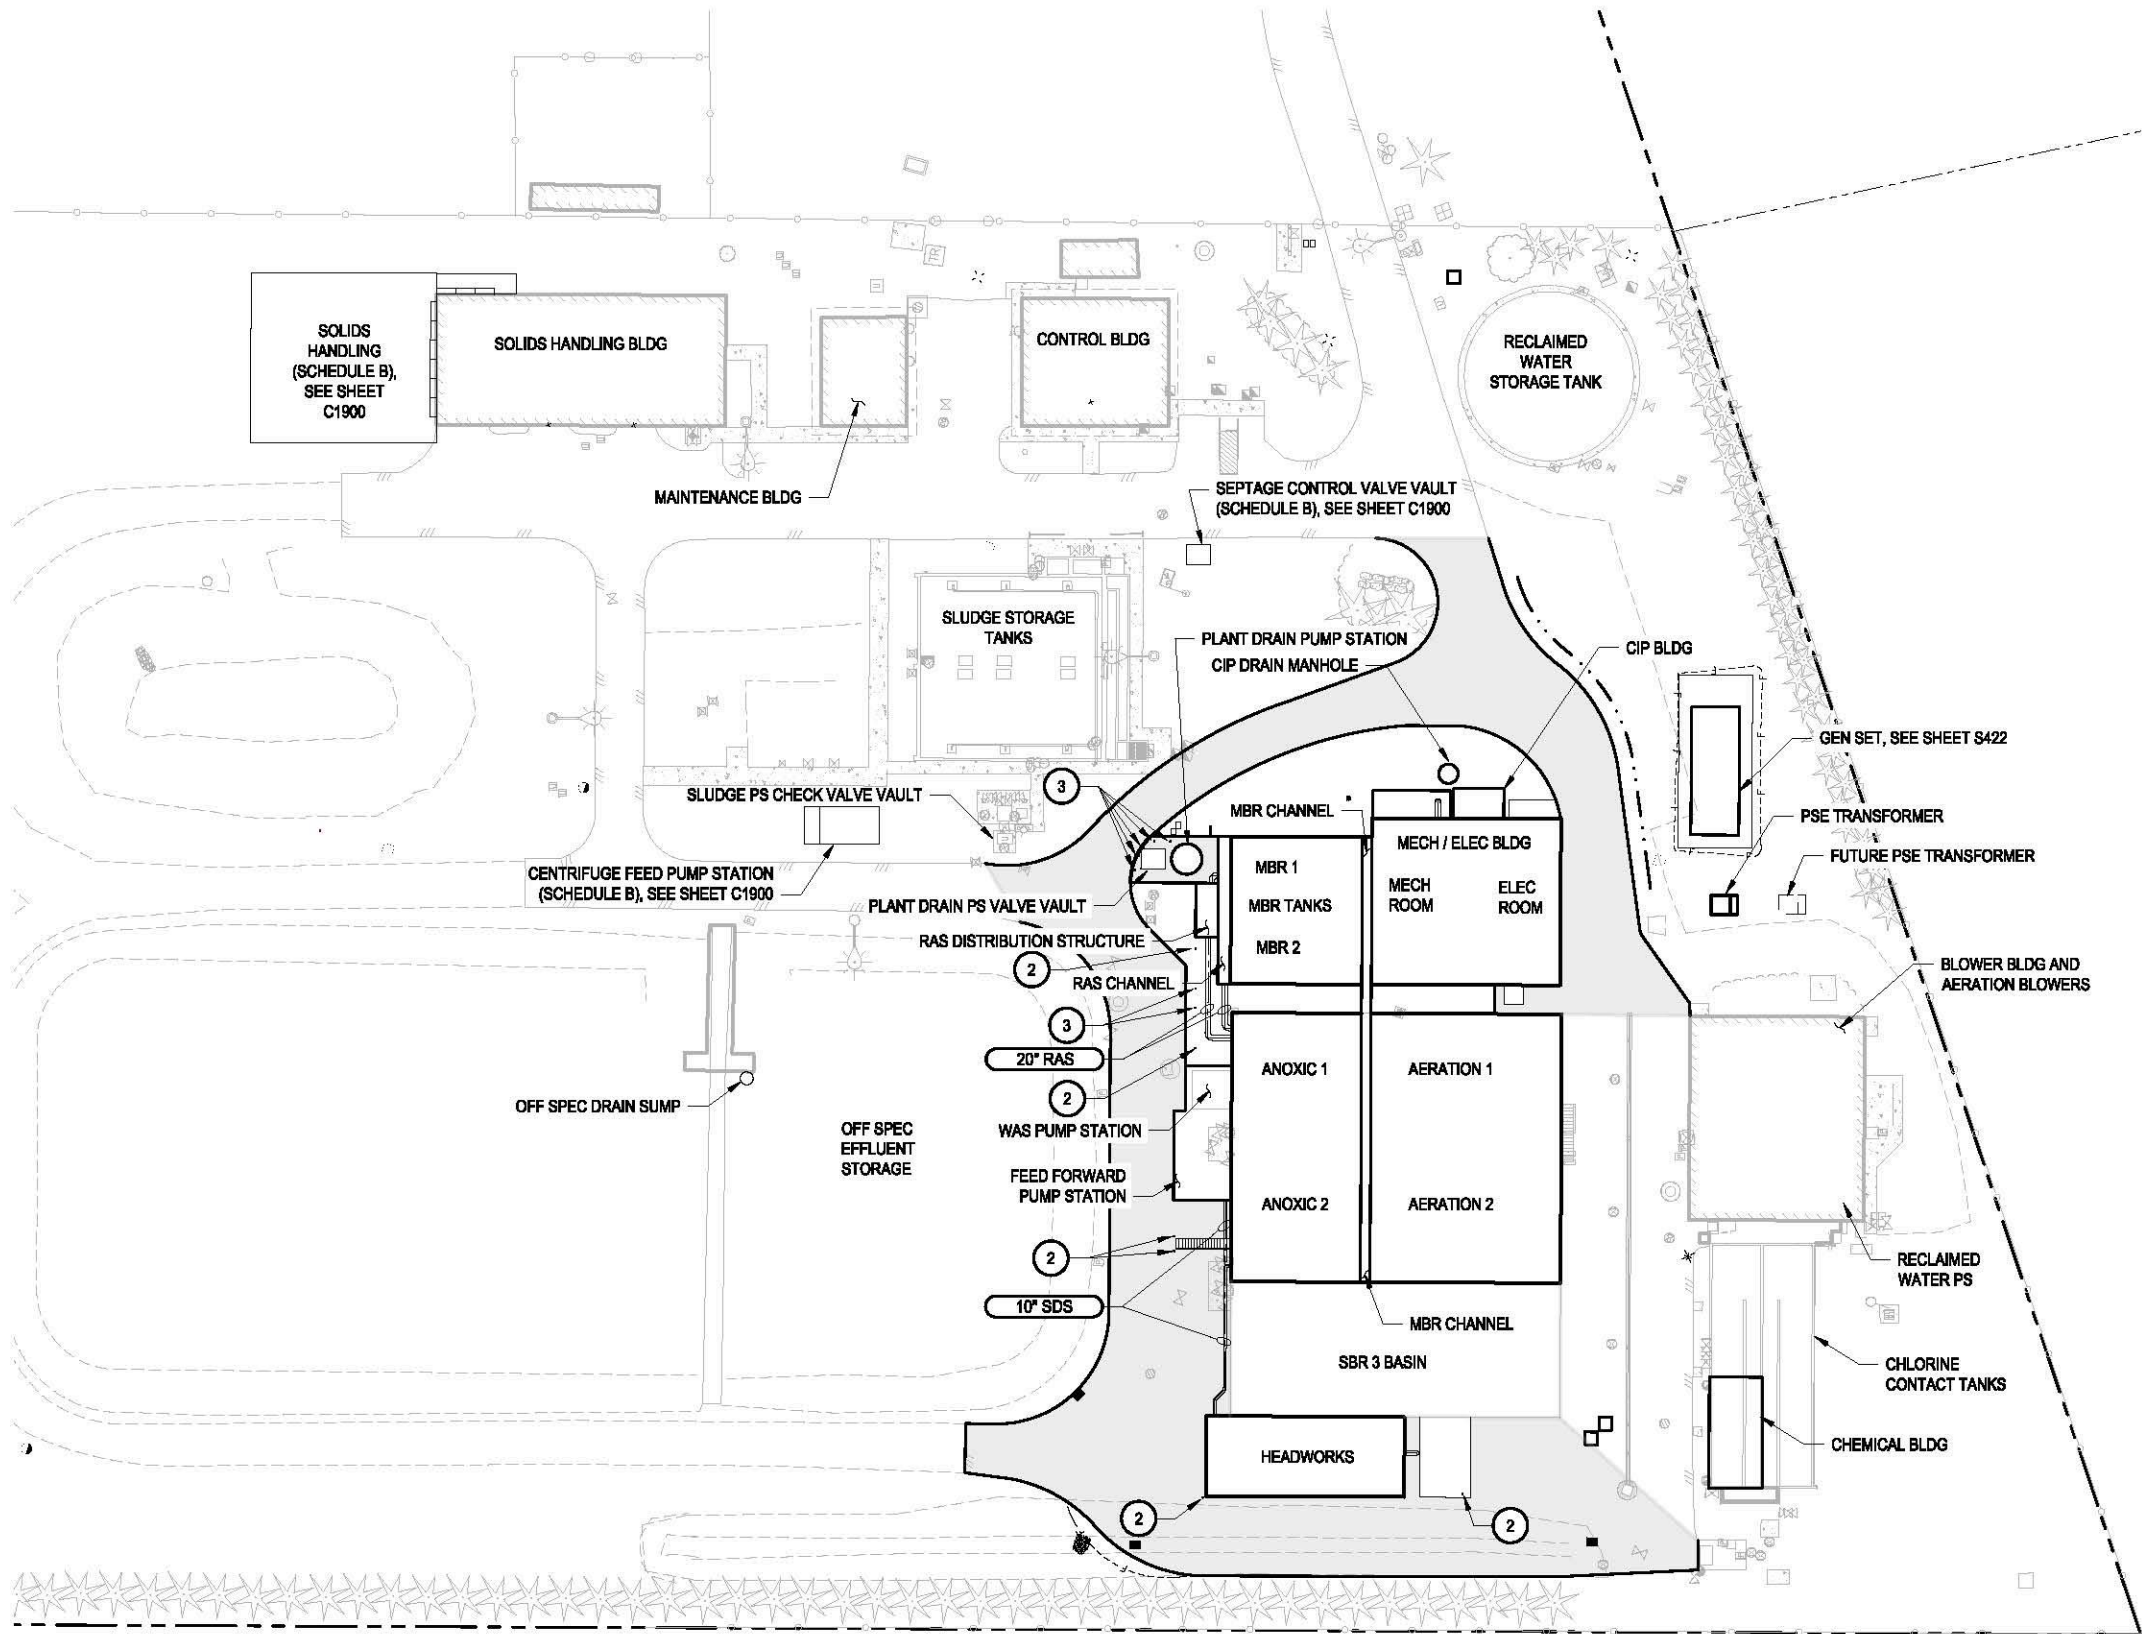 SOLIDS
HANDLING
(SCHEDULE B),
SEE SHEET
C1900
SOLIDS HANDLING BLDG
CONTROL BLDG
RECLAIMED
WATER
STORAGE TANK
TR
MAINTENANCE BLDG
SEPTAGE CONTROL VALVE VAULT
(SCHEDULE B), SEE SHEET C1900
SLUDGE STORAGE
TANKS
PLANT DRAIN PUMP STATION
CIP DRAIN MANHOLE
CIP BLDG
GEN SET, SEE SHEET S422
SLUDGE PS CHECK VALVE VAULT
3
MBR CHANNEL
PSE TRANSFORMER
MECH / ELEC BLDG
FUTURE PSE TRANSFORMER
CENTRIFUGE FEED PUMP STATION
(SCHEDULE B), SEE SHEET C1900
MBR 1
MECH
ROOM
ELEC
ROOM
PLANT DRAIN PS VALVE VAULT
MBR TANKS
RAS DISTRIBUTION STRUCTURE
MBR 2
2
RAS CHANNEL
BLOWER BLDG AND
AERATION BLOWERS
3
20" RAS
ANOXIC 1
AERATION 1
2
OFF SPEC DRAIN SUMP
WAS PUMP STATION
OFF SPEC
EFFLUENT
STORAGE
FEED FORWARD
PUMP STATION
ANOXIC 2
AERATION 2
2
RECLAIMED
WATER PS
10" SDS
MBR CHANNEL
SBR 3 BASIN
CHLORINE
CONTACT TANKS
HEADWORKS
CHEMICAL BLDG
2
2